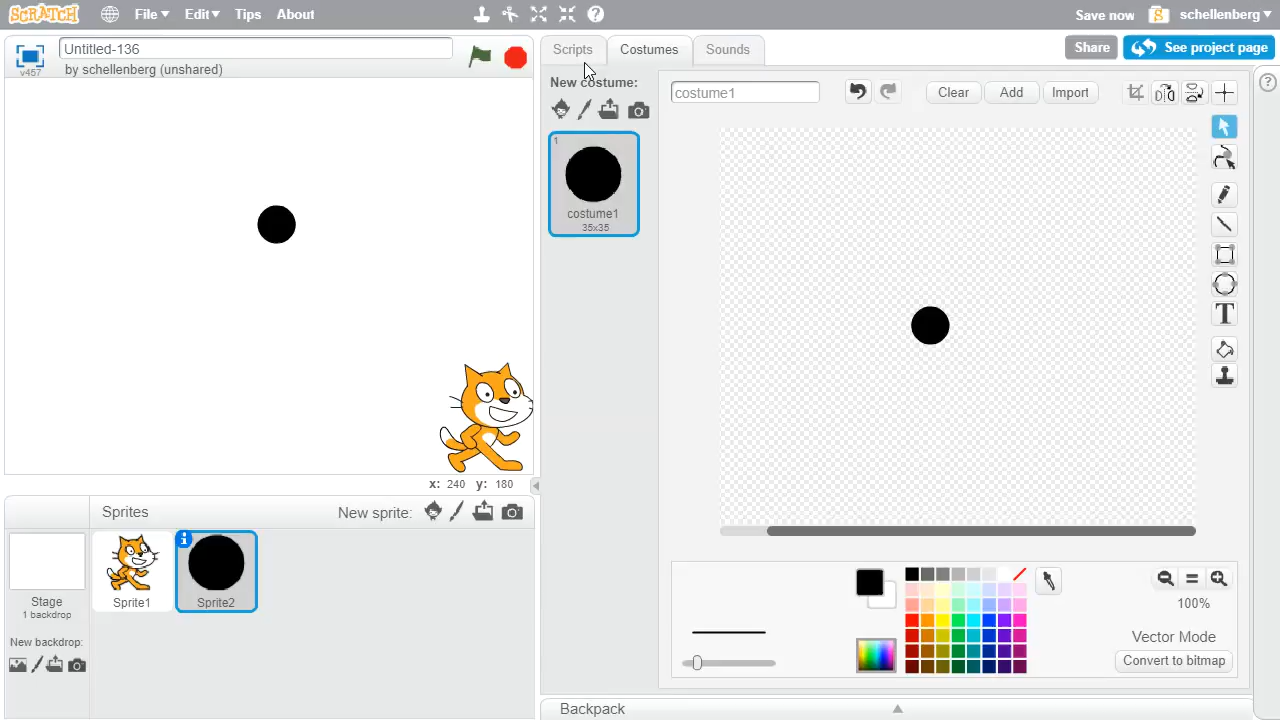 SCRATCH File▼ Edit▼ Tips About Save now schellenberg▼
v457 Untitled-136
by schellenberg (unshared)
Scripts Costumes Sounds Share See project page
New costume: costume1 Clear Add Import
1
costume1
35x35
T
x: 240 y: 180
Sprites New sprite:
Stage
1 backdrop
New backdrop:
Sprite1 Sprite2
100%
Vector Mode
Convert to bitmap
Backpack